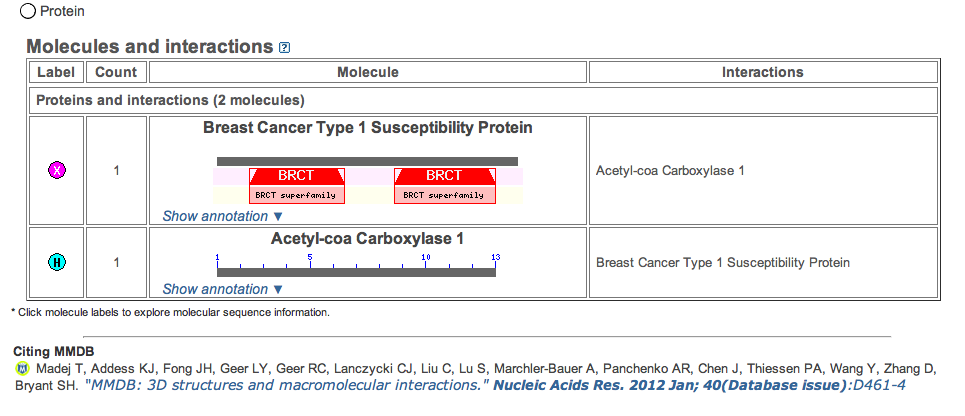 Protein
Molecules and interactions ?
Label Count Molecule Interactions
Proteins and interactions (2 molecules)
Breast Cancer Type 1 Susceptibility Protein
X 1 Acetyl-coa Carboxylase 1
BRCT BRCT
BRCT superfamily BRCT superfamily
Show annotation ▼
Acetyl-coa Carboxylase 1
1 5 10 13
H 1 Breast Cancer Type 1 Susceptibility Protein
Show annotation ▼
* Click molecule labels to explore molecular sequence information.
Citing MMDB
M Madej T, Addess KJ, Fong JH, Geer LY, Geer RC, Lanczycki CJ, Liu C, Lu S, Marchler-Bauer A, Panchenko AR, Chen J, Thiessen PA, Wang Y, Zhang D,
Bryant SH. "MMDB: 3D structures and macromolecular interactions." Nucleic Acids Res. 2012 Jan; 40(Database issue):D461-4